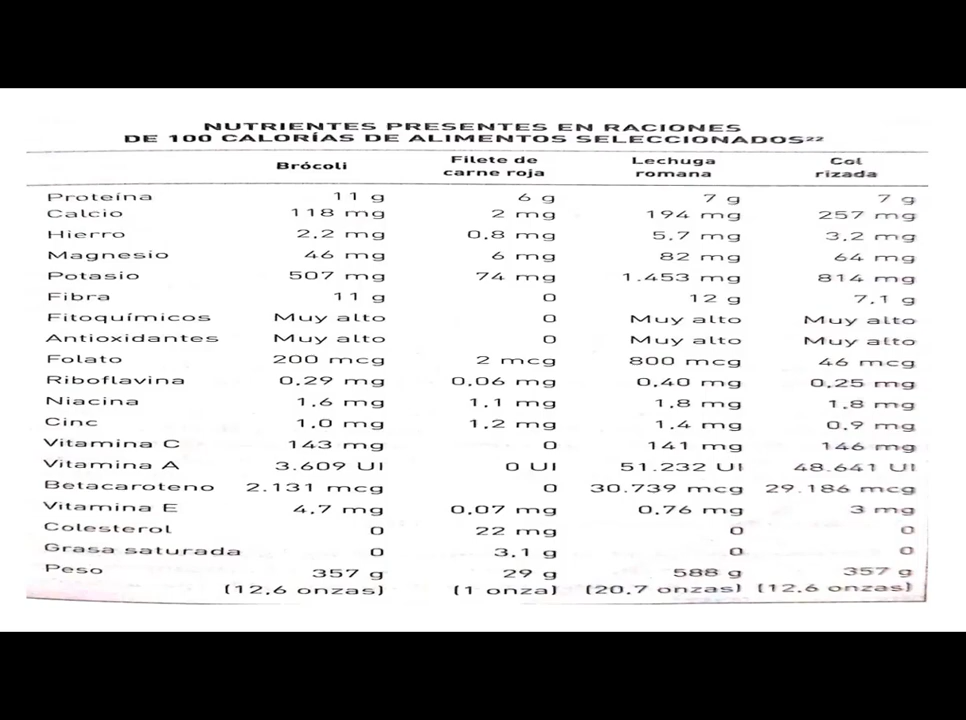 NUTRIENTES PRESENTES EN RACIONES
DE 100 CALORÍAS DE ALIMENTOS SELECCIONADOS²²
Brócoli Filete de carne roja Lechuga romana Col rizada
Proteína 11 g 6 g 7 g 7 g
Calcio 118 mg 2 mg 194 mg 257 mg
Hierro 2,2 mg 0,8 mg 5,7 mg 3,2 mg
Magnesio 46 mg 6 mg 82 mg 64 mg
Potasio 507 mg 74 mg 1.453 mg 814 mg
Fibra 11 g 0 12 g 7,1 g
Fitoquímicos Muy alto 0 Muy alto Muy alto
Antioxidantes Muy alto 0 Muy alto Muy alto
Folato 200 mcg 2 mcg 800 mcg 46 mcg
Riboflavina 0,29 mg 0,06 mg 0,40 mg 0,25 mg
Niacina 1,6 mg 1,1 mg 1,8 mg 1,8 mg
Cinc 1,0 mg 1,2 mg 1,4 mg 0,9 mg
Vitamina C 143 mg 0 141 mg 146 mg
Vitamina A 3.609 UI 0 UI 51.232 UI 48.641 UI
Betacaroteno 2.131 mcg 0 30.739 mcg 29.186 mcg
Vitamina E 4,7 mg 0,07 mg 0,76 mg 3 mg
Colesterol 0 22 mg 0 0
Grasa saturada 0 3,1 g 0 0
Peso 357 g 29 g 588 g 357 g
(12,6 onzas) (1 onza) (20,7 onzas) (12,6 onzas)